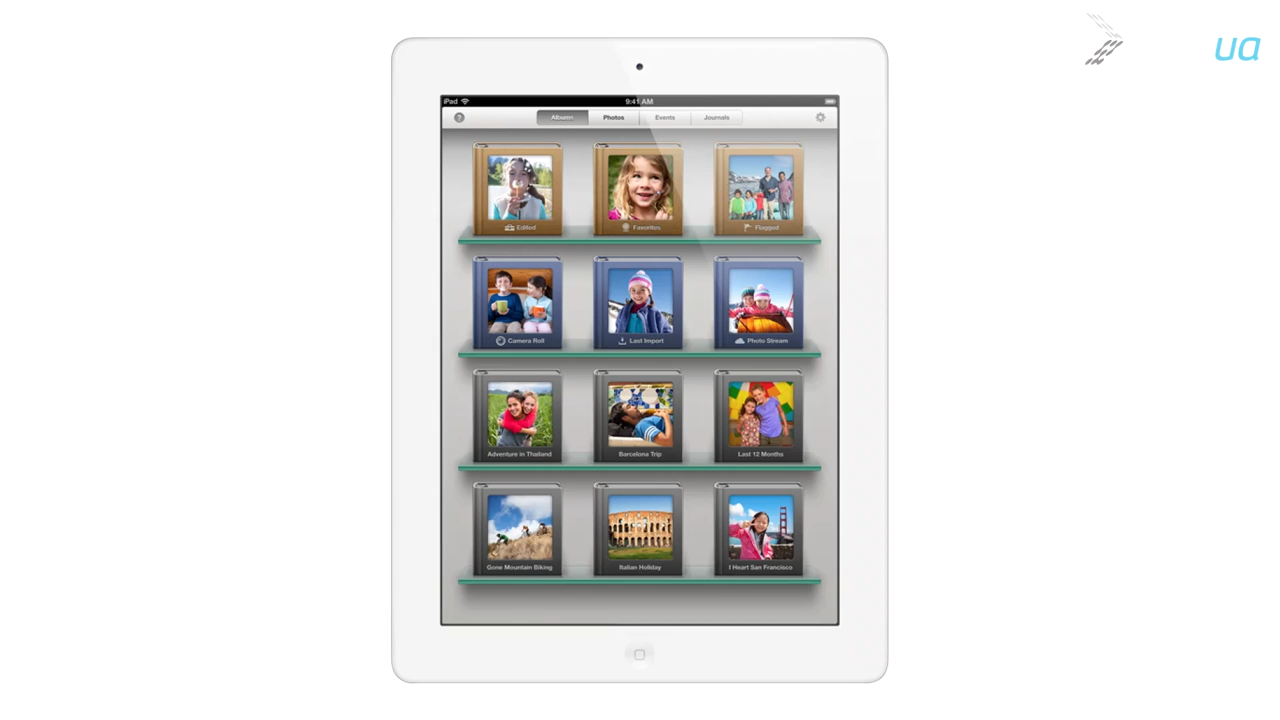 ua
iPad 9:41 AM
? Albums Photos Events Journals
Edited Favorites Flagged
Camera Roll Last Import Photo Stream
Adventure in Thailand Barcelona Trip Last 12 Months
Gone Mountain Biking Italian Holiday I Heart San Francisco